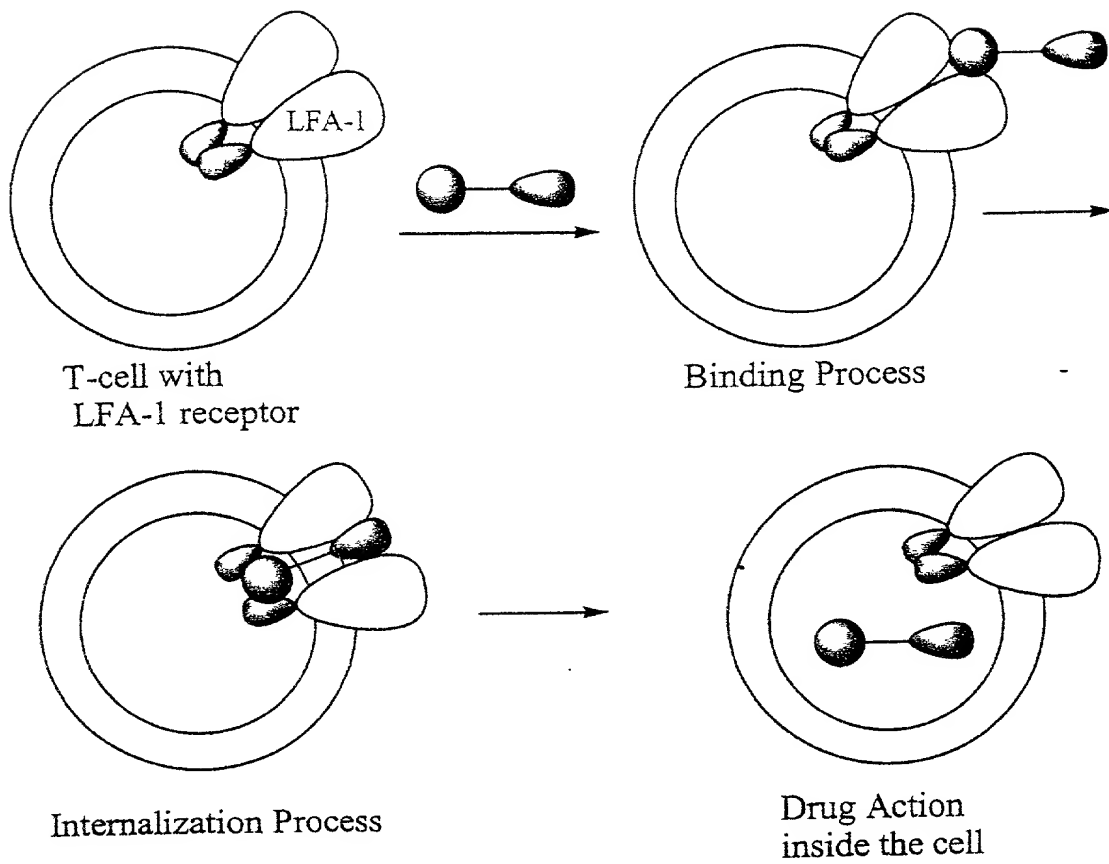 LFA-1
T-cell with
LFA-1 receptor
Binding Process
Internalization Process
Drug Action
inside the cell